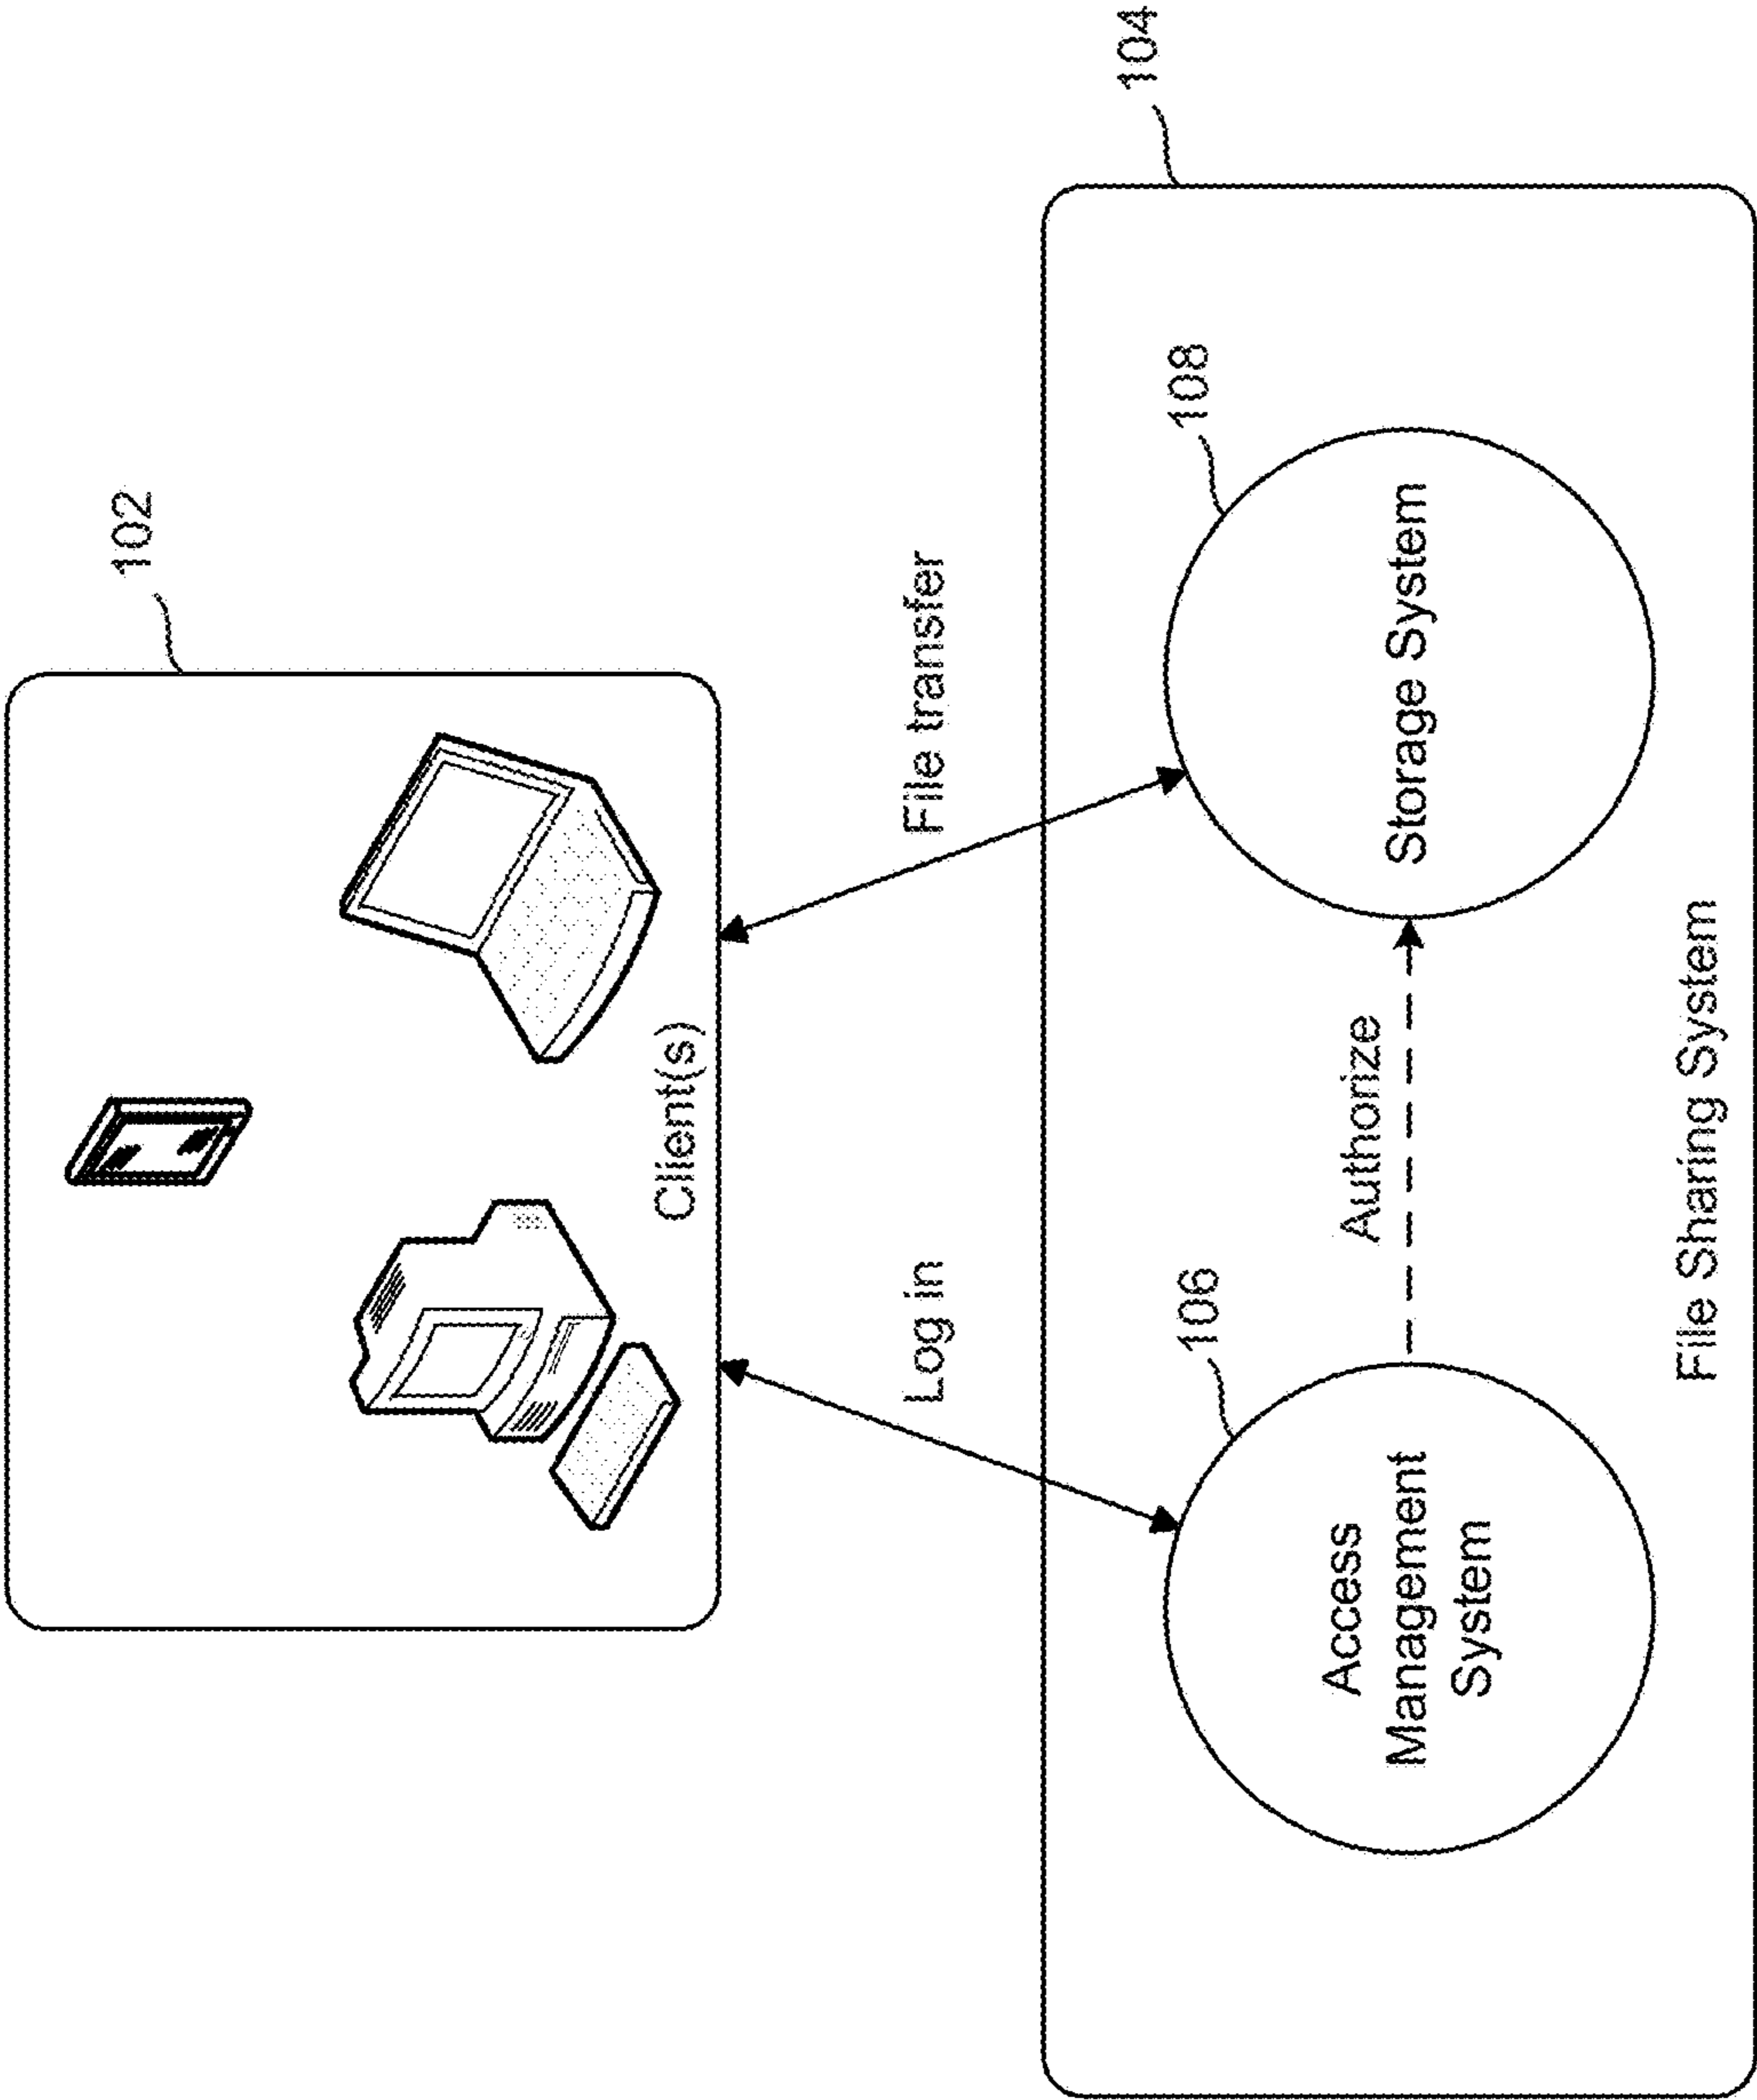 102
Client(s)
Log in
File transfer
104
106
108
Access
Management
System
Authorize
Storage System
File Sharing System